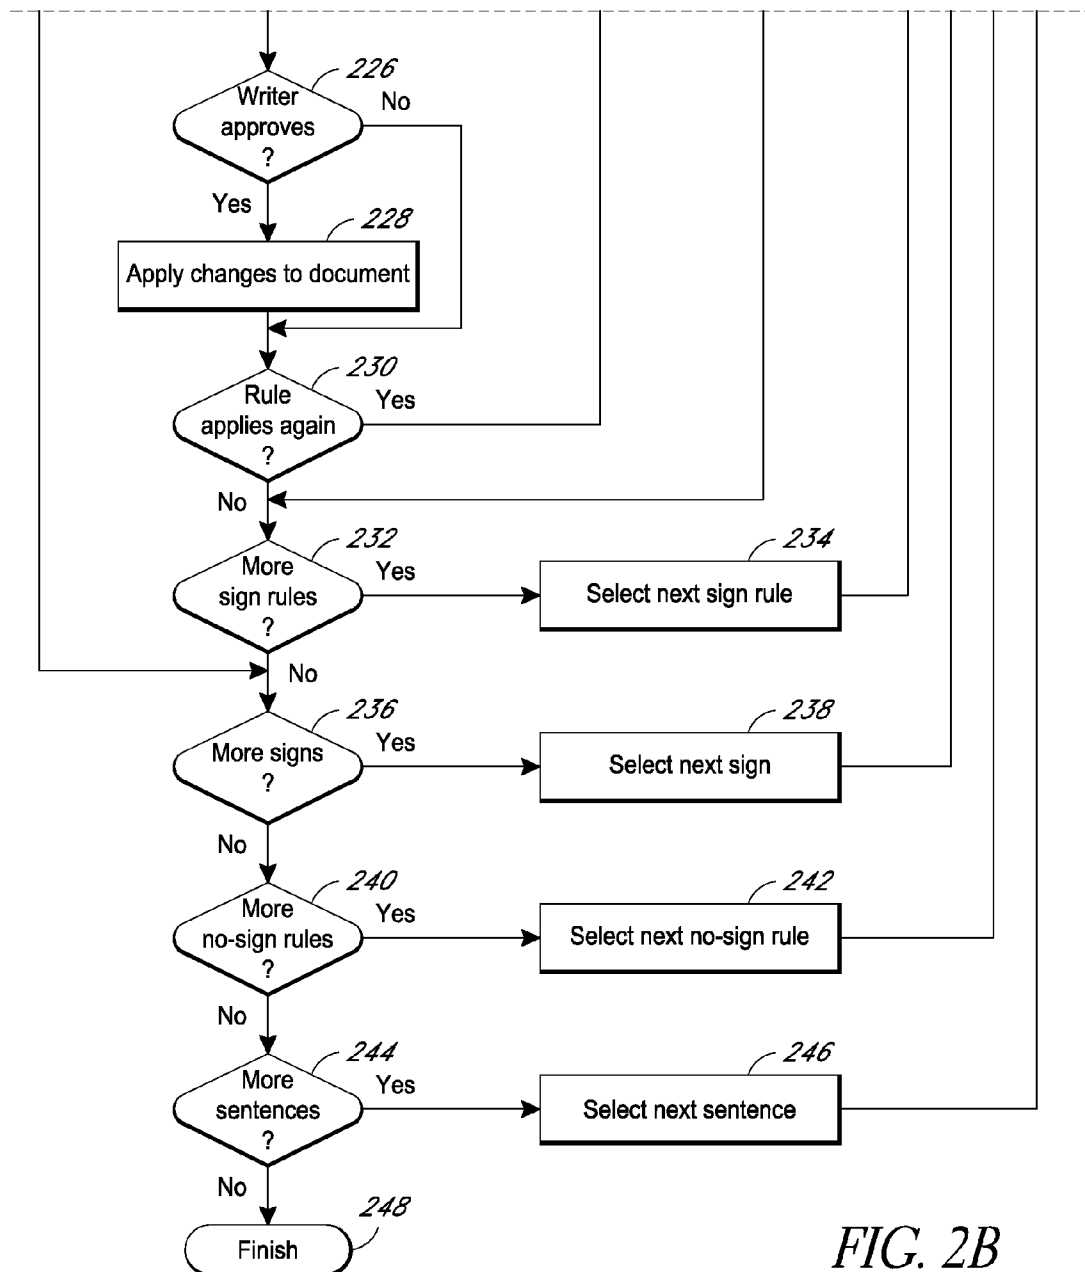 226
Writer
approves
?
No
Yes
228
Apply changes to document
230
Rule
applies again
?
Yes
No
232
More
sign rules
?
Yes
234
Select next sign rule
No
236
More signs
?
Yes
238
Select next sign
No
240
More
no-sign rules
?
Yes
242
Select next no-sign rule
No
244
More
sentences
?
Yes
246
Select next sentence
No
248
Finish
FIG. 2B